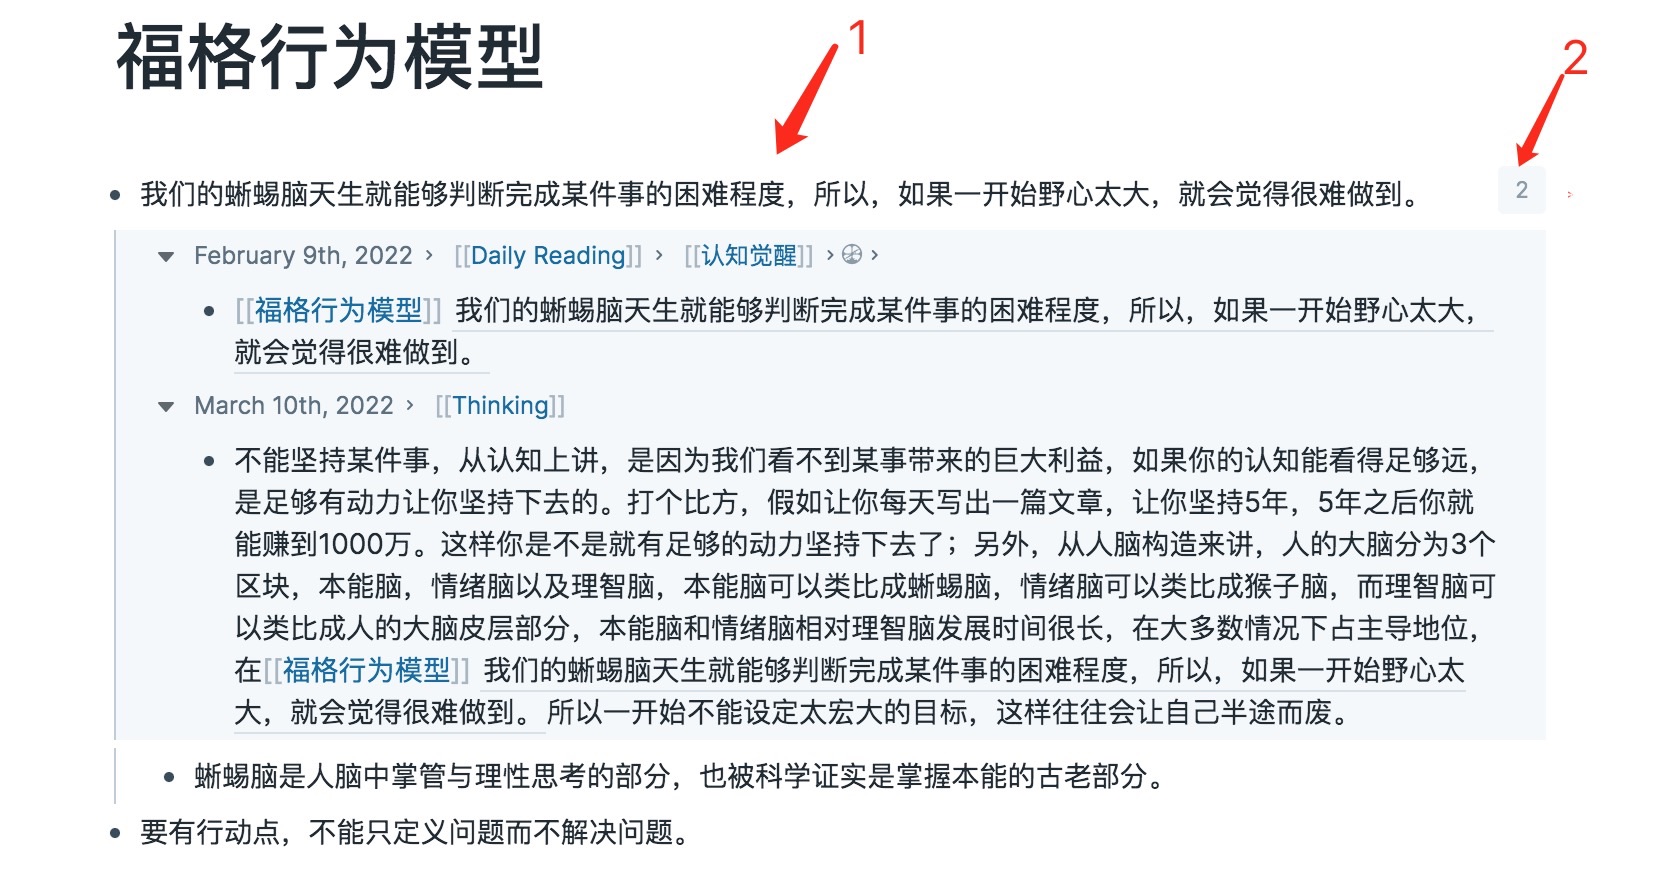 福格行为模型
1
2
我们的蜥蜴脑天生就能够判断完成某件事的困难程度，所以，如果一开始野心太大，就会觉得很难做到。
2
February 9th, 2022 › [[Daily Reading]] › [[认知觉醒]] › ›
[[福格行为模型]] 我们的蜥蜴脑天生就能够判断完成某件事的困难程度，所以，如果一开始野心太大，
就会觉得很难做到。
March 10th, 2022 › [[Thinking]]
不能坚持某件事，从认知上讲，是因为我们看不到某事带来的巨大利益，如果你的认知能看得足够远，
是足够有动力让你坚持下去的。打个比方，假如让你每天写出一篇文章，让你坚持5年，5年之后你就
能赚到1000万。这样你是不是就有足够的动力坚持下去了；另外，从人脑构造来讲，人的大脑分为3个
区块，本能脑，情绪脑以及理智脑，本能脑可以类比成蜥蜴脑，情绪脑可以类比成猴子脑，而理智脑可
以类比成人的大脑皮层部分，本能脑和情绪脑相对理智脑发展时间很长，在大多数情况下占主导地位，
在[[福格行为模型]] 我们的蜥蜴脑天生就能够判断完成某件事的困难程度，所以，如果一开始野心太
大，就会觉得很难做到。所以一开始不能设定太宏大的目标，这样往往会让自己半途而废。
蜥蜴脑是人脑中掌管与理性思考的部分，也被科学证实是掌握本能的古老部分。
要有行动点，不能只定义问题而不解决问题。